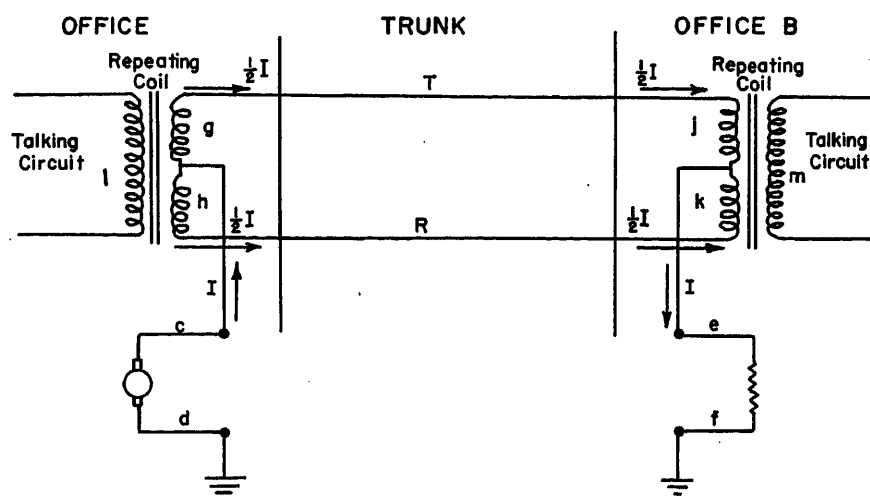 OFFICE
TRUNK
OFFICE B
Repeating
Coil
½I
½I
Repeating
Coil
T
Talking
Circuit
l
g
j
Talking
Circuit
m
h
k
½I
R
½I
I
I
c
e
d
f